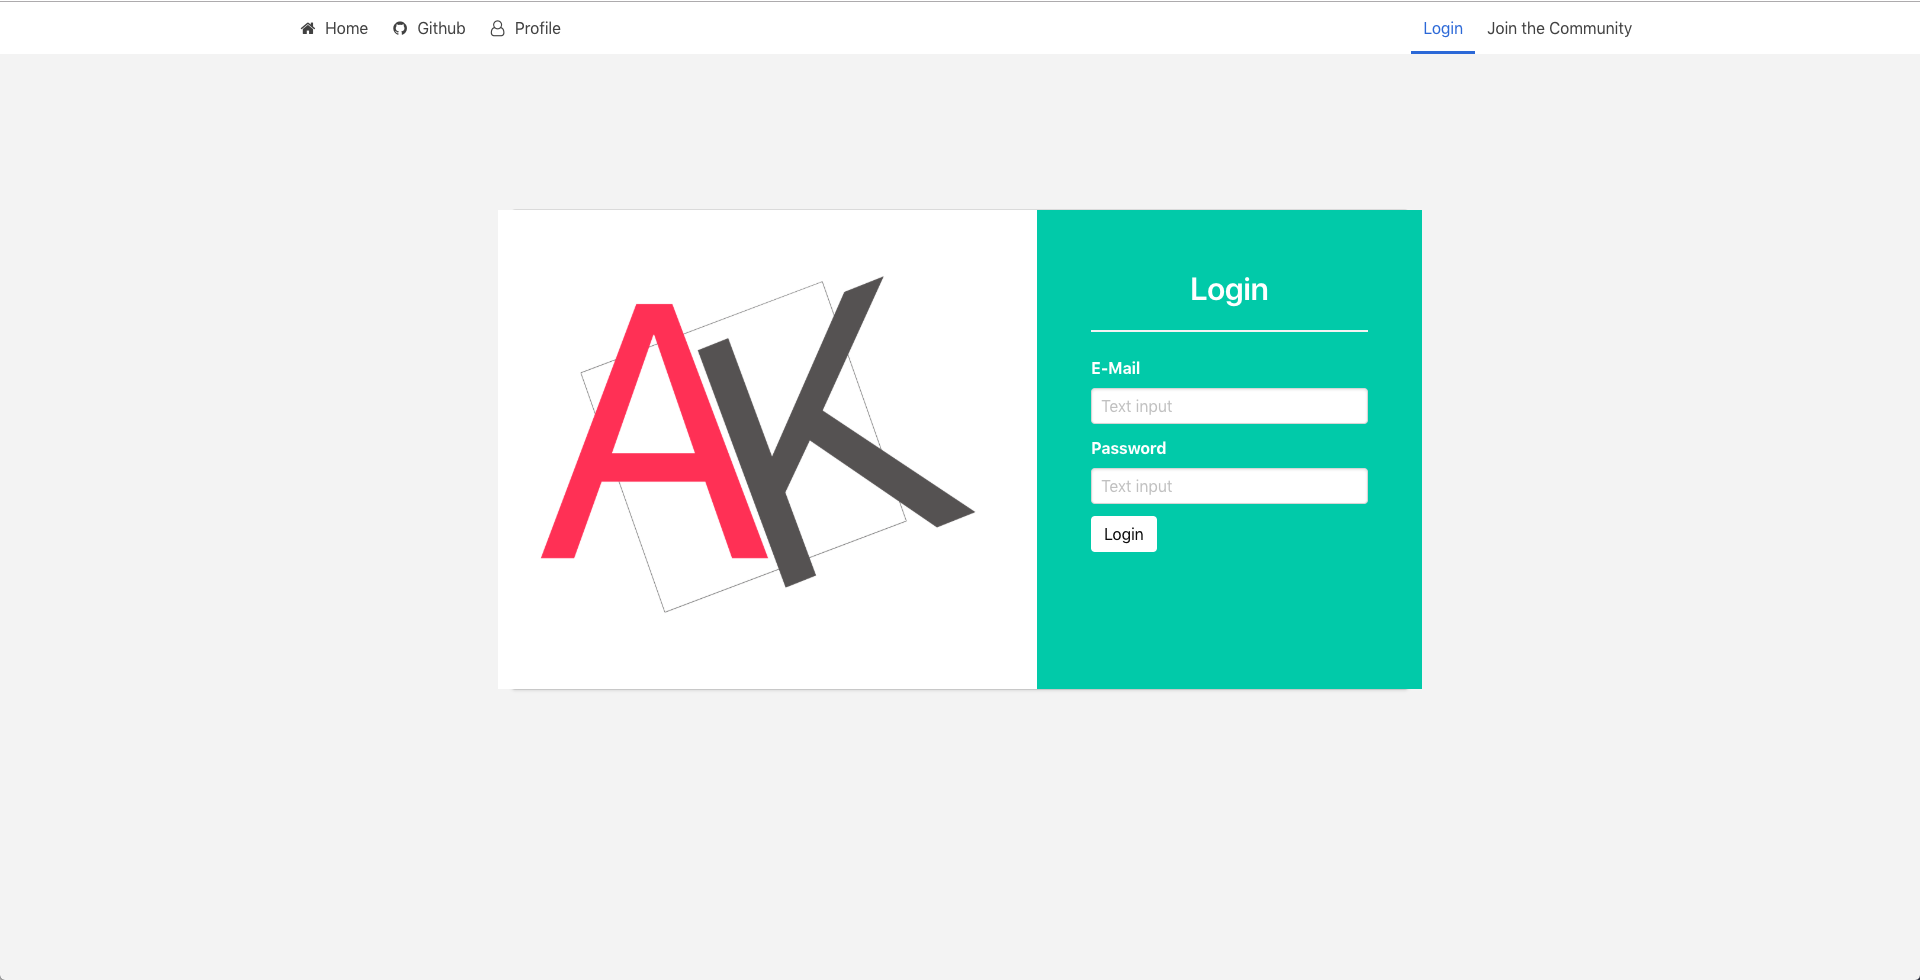 Home Github Profile Login Join the Community
AK
Login
E-Mail
Text input
Password
Text input
Login